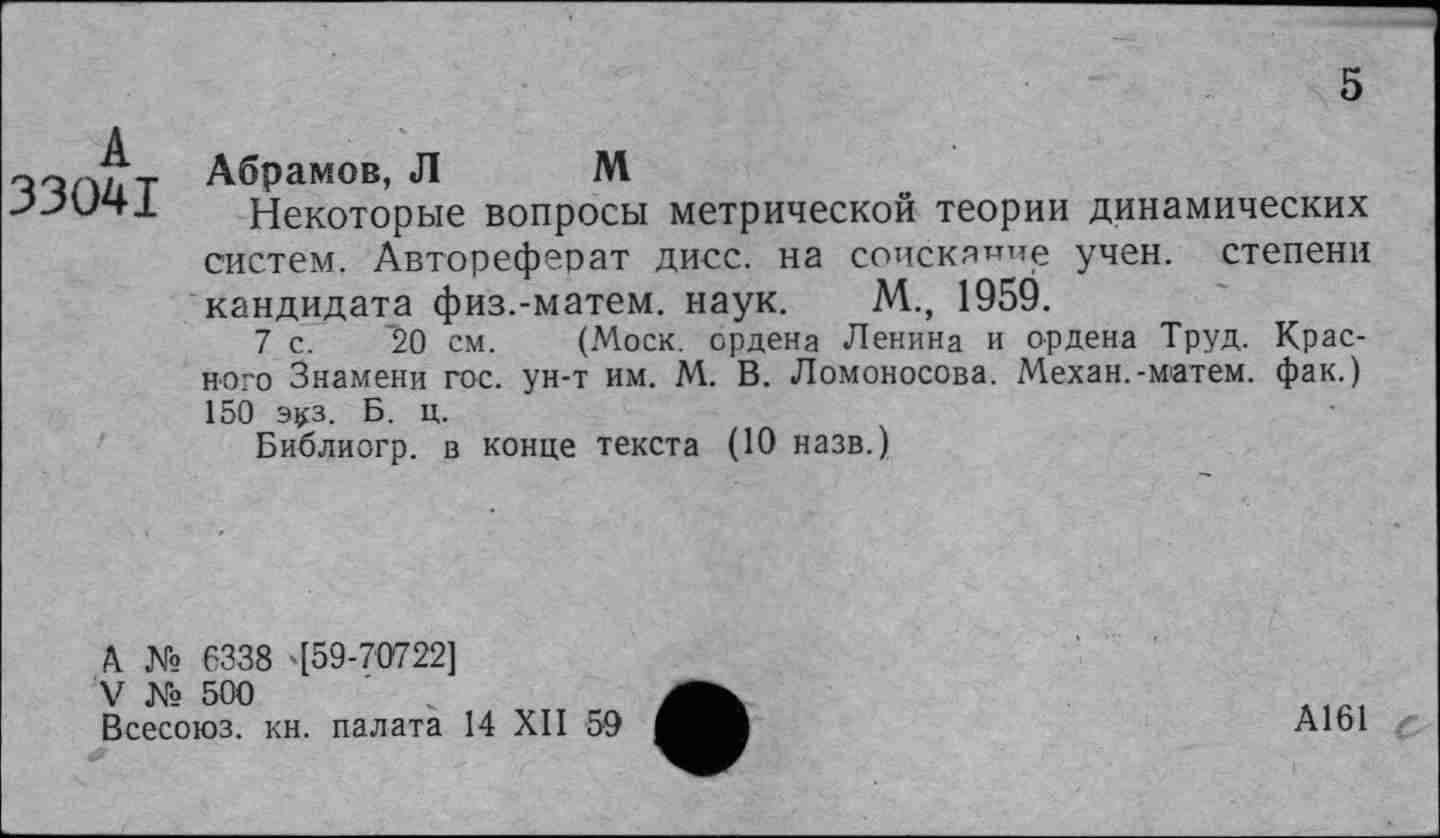 5
А
33041
Абрамов, Л М
Некоторые вопросы метрической теории динамических
систем. Автореферат дисс. на соискание учен. степени
кандидата физ.-матем. наук. М., 1959.
7 с. 20 см. (Моск. ордена Ленина и ордена Труд. Крас-
ного Знамени гос. ун-т им. М. В. Ломоносова. Механ.-матем. фак.)
150 экз. Б. ц.
Библиогр. в конце текста (10 назв.)
А № 6338 [59-70722]
V № 500
Всесоюз. кн. палата 14 XII 59
А161